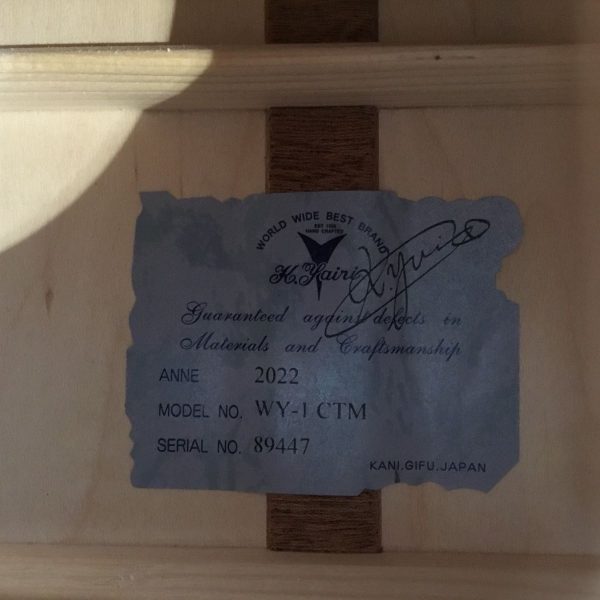 WORLD WIDE BEST BRAND
EST 1935
HAND CRAFTED
K.Yairi
K.Yairi
Guaranteed against defects in
Materials and Craftsmanship
ANNE 2022
MODEL NO. WY-1 CTM
SERIAL NO. 89447
KANI.GIFU.JAPAN